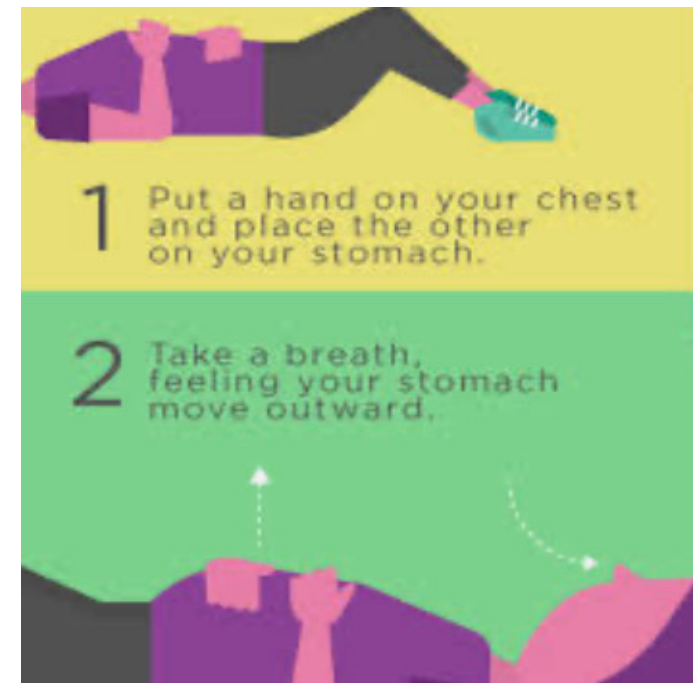 1 Put a hand on your chest
and place the other
on your stomach.
2 Take a breath,
feeling your stomach
move outward.